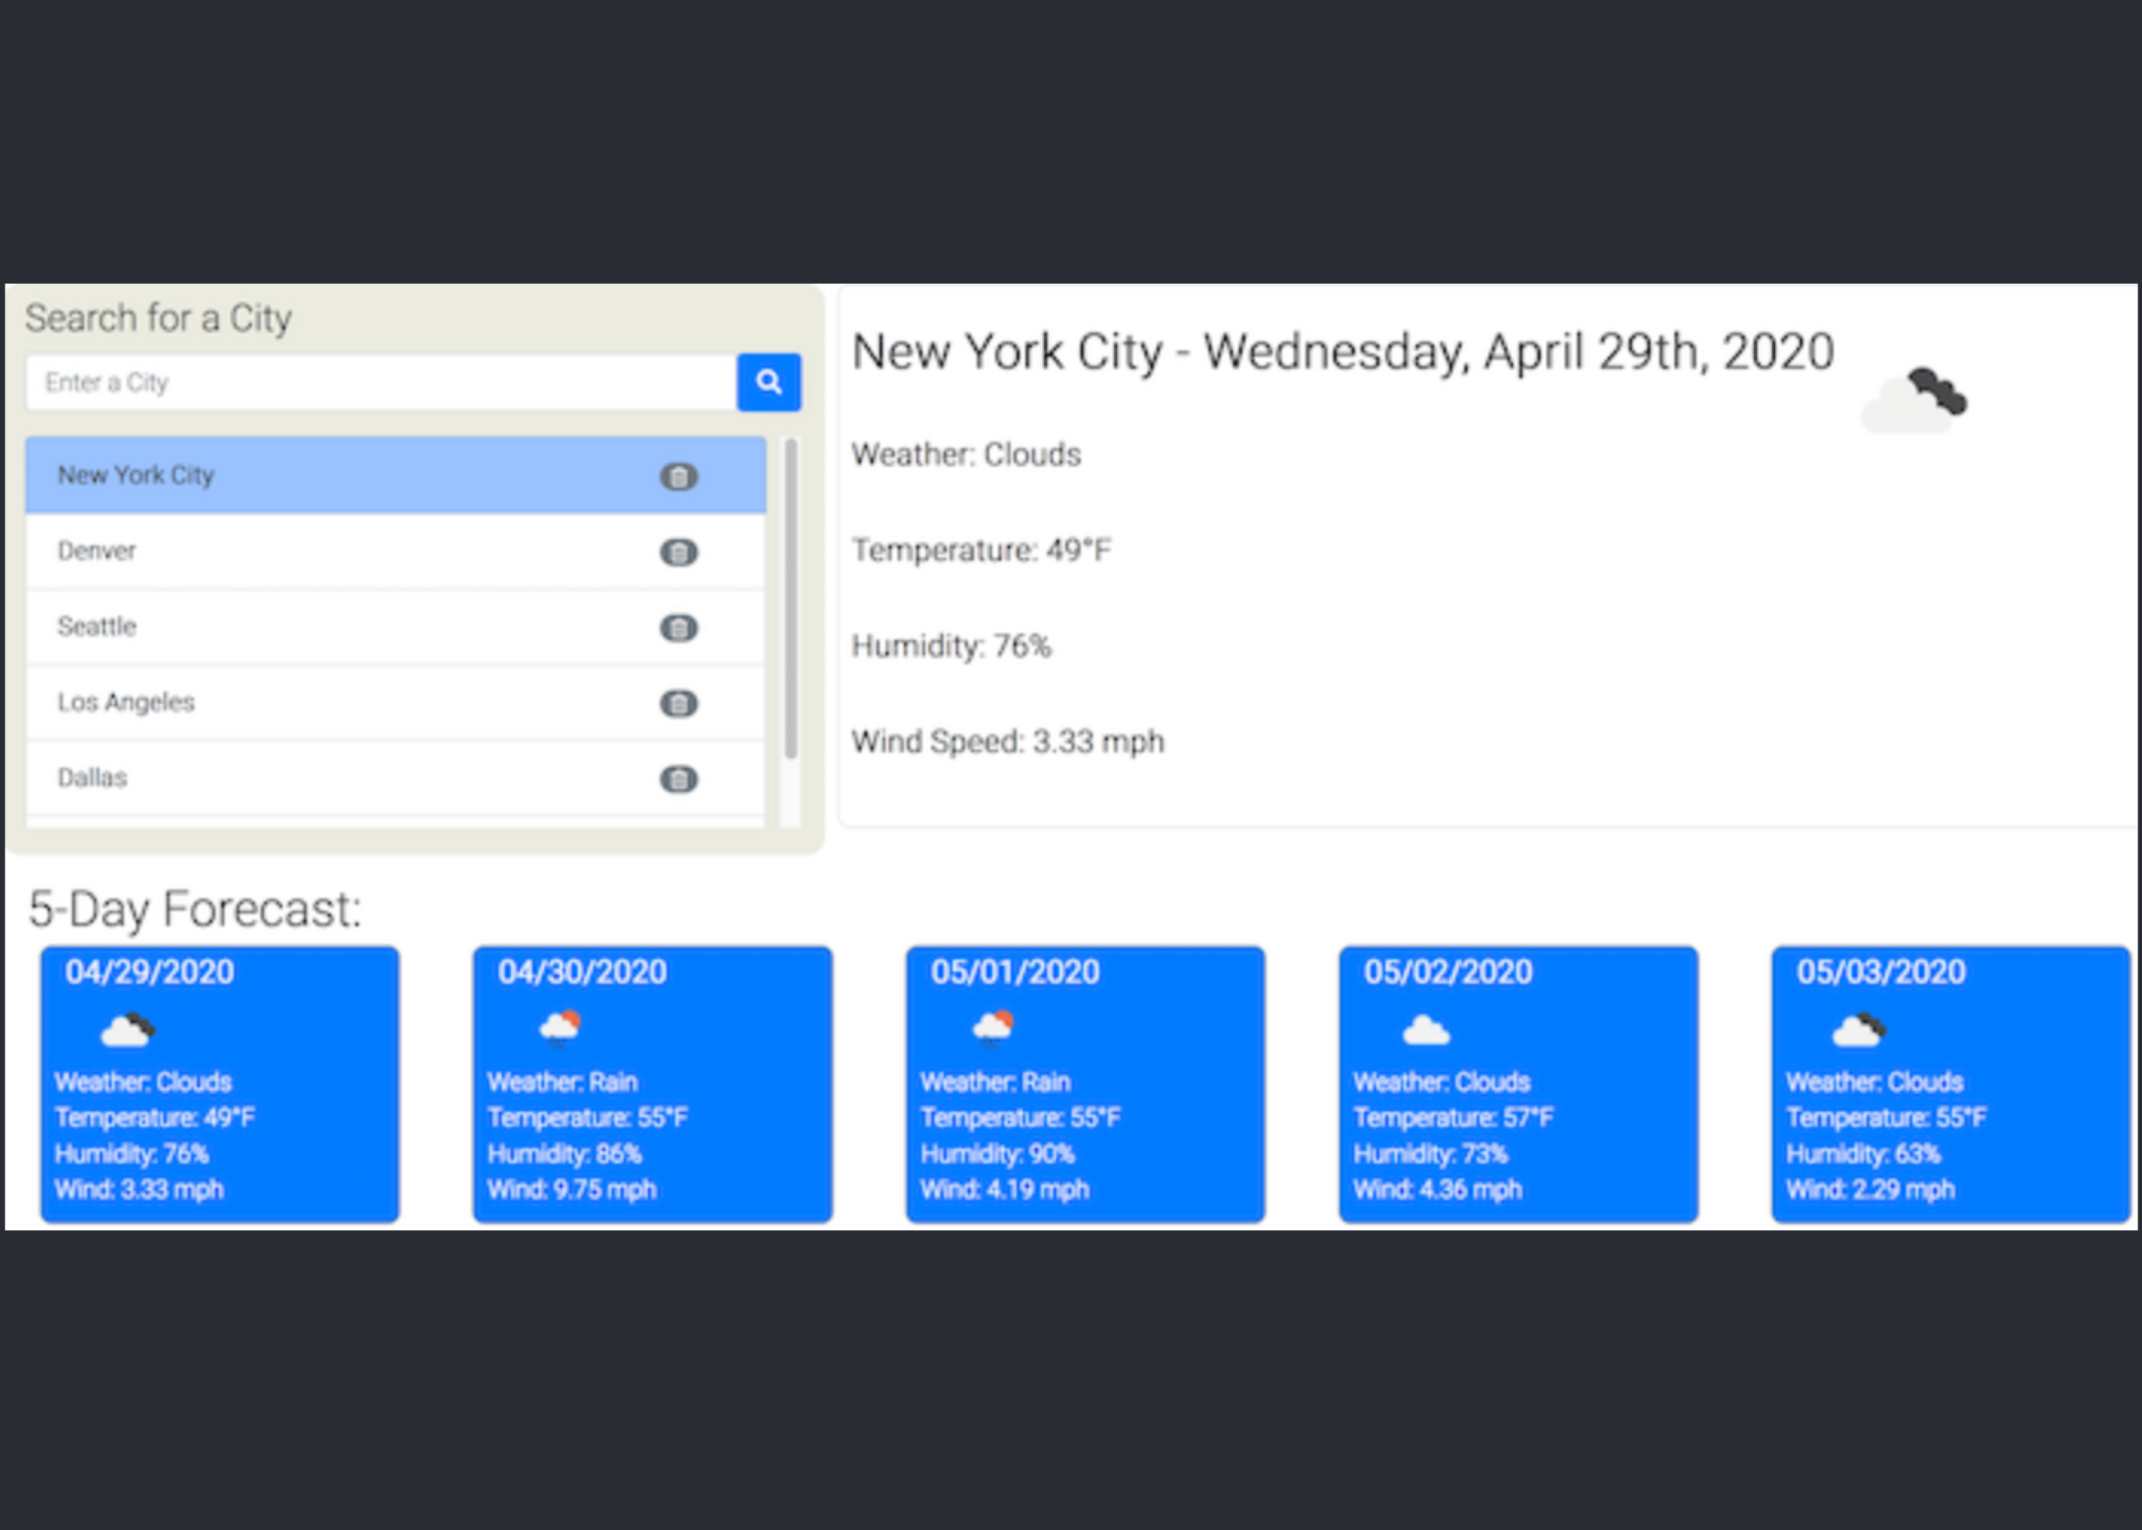 Search for a City
Enter a City
New York City
Denver
Seattle
Los Angeles
Dallas
New York City - Wednesday, April 29th, 2020
Weather: Clouds
Temperature: 49°F
Humidity: 76%
Wind Speed: 3.33 mph
5-Day Forecast:
04/29/2020
Weather: Clouds
Temperature: 49°F
Humidity: 76%
Wind: 3.33 mph
04/30/2020
Weather: Rain
Temperature: 55°F
Humidity: 86%
Wind: 9.75 mph
05/01/2020
Weather: Rain
Temperature: 55°F
Humidity: 90%
Wind: 4.19 mph
05/02/2020
Weather: Clouds
Temperature: 57°F
Humidity: 73%
Wind: 4.36 mph
05/03/2020
Weather: Clouds
Temperature: 55°F
Humidity: 63%
Wind: 2.29 mph